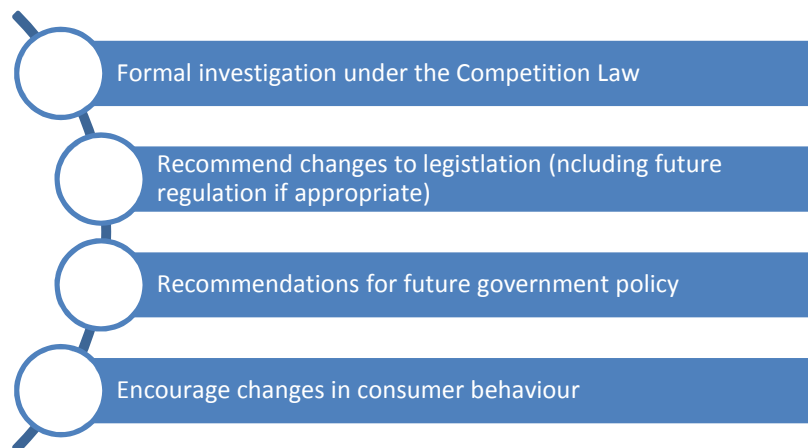 Formal investigation under the Competition Law
Recommend changes to legistlation (ncluding future
regulation if appropriate)
Recommendations for future government policy
Encourage changes in consumer behaviour